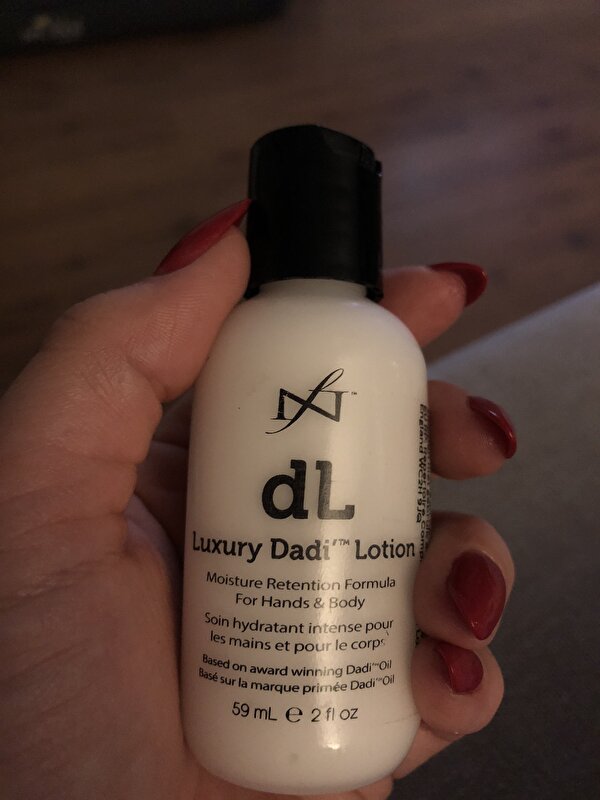 dL
Luxury Dadi'™ Lotion
Moisture Retention Formula
For Hands & Body
Soin hydratant intense pour
les mains et pour le corps
Based on award winning Dadi'™Oil
Basé sur la marque primée Dadi'™Oil
59 mL e 2 fl oz